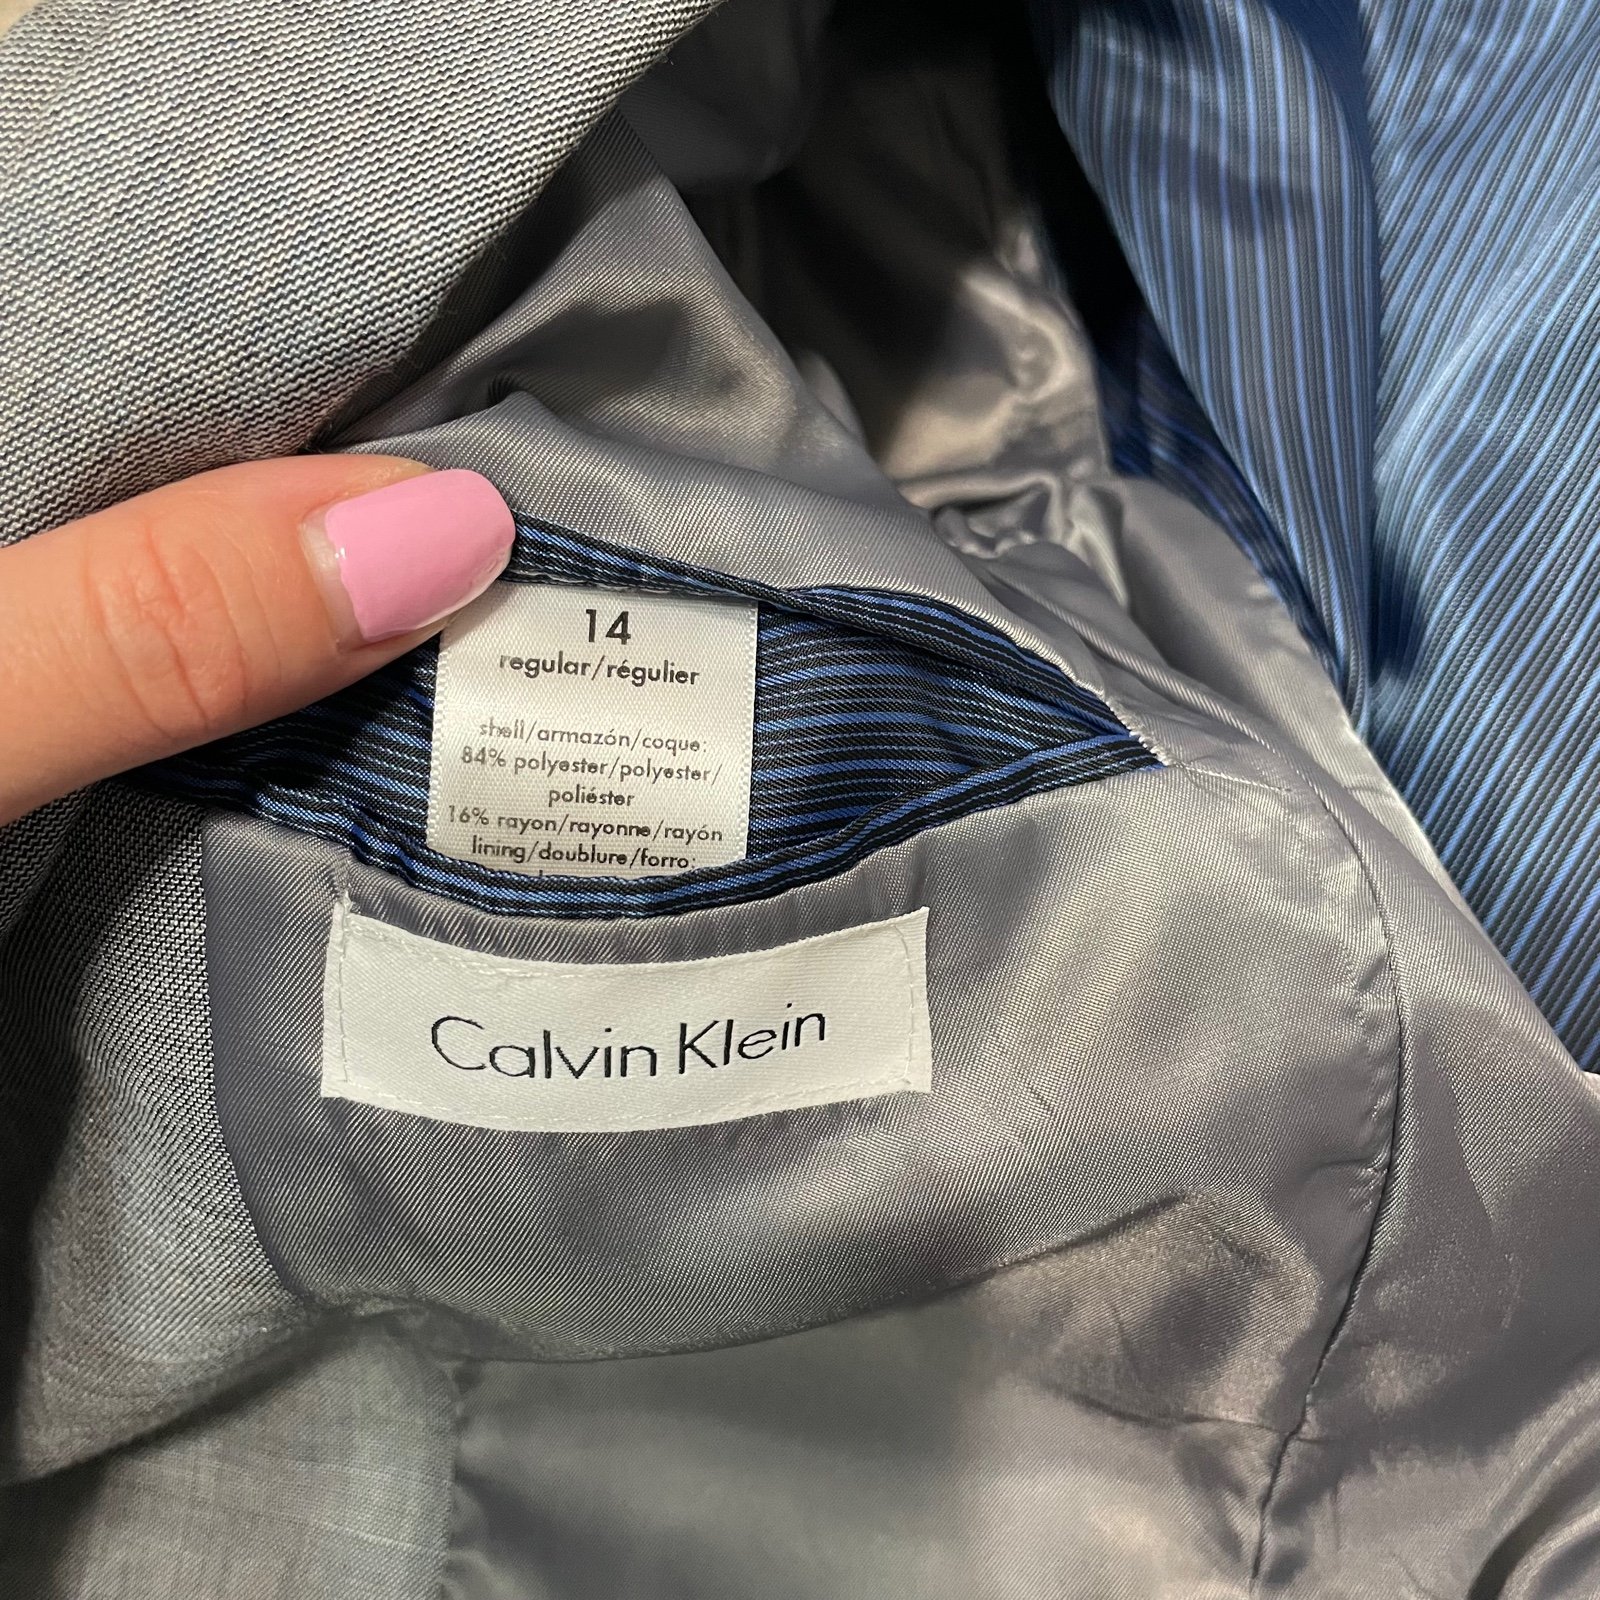 14
regular/régulier
shell/armazón/coque:
84% polyester/polyester/
poliéster
16% rayon/rayonne/rayón
lining/doublure/forro:
Calvin Klein